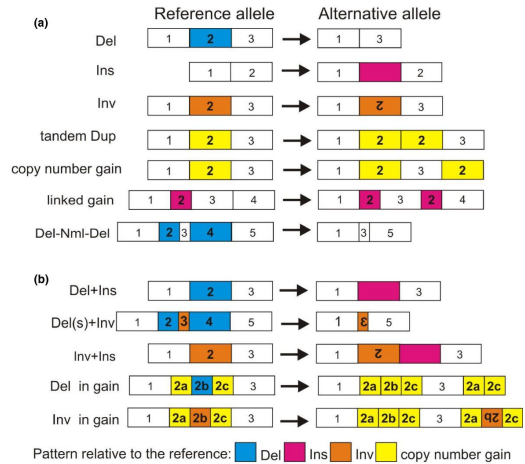 (a) Reference allele Alternative allele
Del 1 2 3 1 3
Ins 1 2 1 2
Inv 1 2 3 1 2 3
tandem Dup 1 2 3 1 2 2 3
copy number gain 1 2 3 1 2 3 2
linked gain 1 2 3 4 1 2 3 2 4
Del-Nml-Del 1 2 3 4 5 1 3 5
(b)
Del+Ins 1 2 3 1 3
Del(s)+Inv 1 2 3 4 5 1 3 5
Inv+Ins 1 2 3 1 2 3
Del in gain 1 2a 2b 2c 3 1 2a 2b 2c 3 2a 2c
Inv in gain 1 2a 2b 2c 3 1 2a 2b 2c 3 2a 2b 2c
Pattern relative to the reference: Del Ins Inv copy number gain